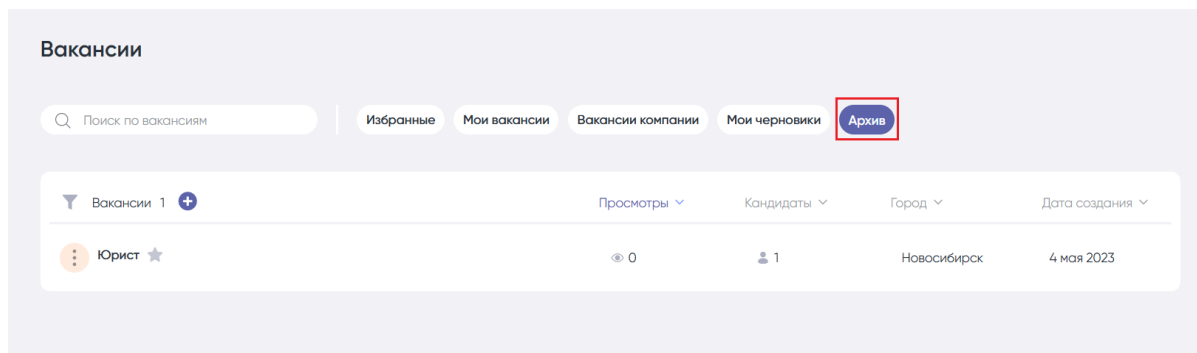 Вакансии
Поиск по вакансиям Избранные Мои вакансии Вакансии компании Мои черновики Архив
Вакансии 1 Просмотры Кандидаты Город Дата создания
Юрист 0 1 Новосибирск 4 мая 2023